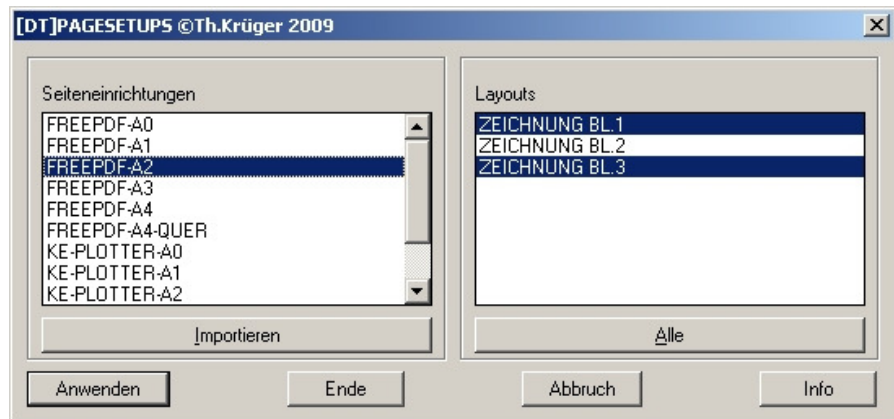 [DT]PAGESETUPS ©Th.Krüger 2009
Seiteneinrichtungen
FREEPDF-A0
FREEPDF-A1
FREEPDF-A2
FREEPDF-A3
FREEPDF-A4
FREEPDF-A4-QUER
KE-PLOTTER-A0
KE-PLOTTER-A1
KE-PLOTTER-A2
Importieren
Layouts
ZEICHNUNG BL.1
ZEICHNUNG BL.2
ZEICHNUNG BL.3
Alle
Anwenden
Ende
Abbruch
Info